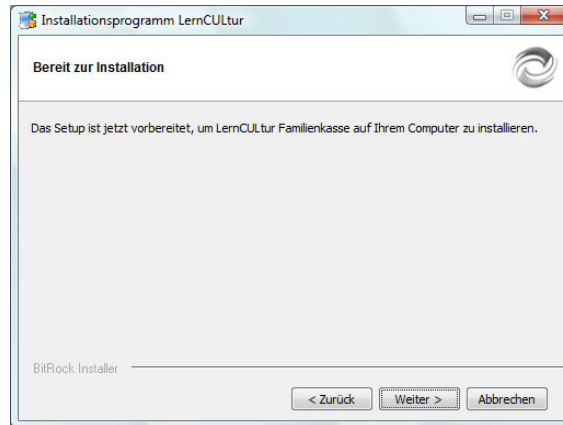 Installationsprogramm LernCULtur
Bereit zur Installation
Das Setup ist jetzt vorbereitet, um LernCULtur Familienkasse auf Ihrem Computer zu installieren.
BitRock Installer
< Zurück Weiter > Abbrechen